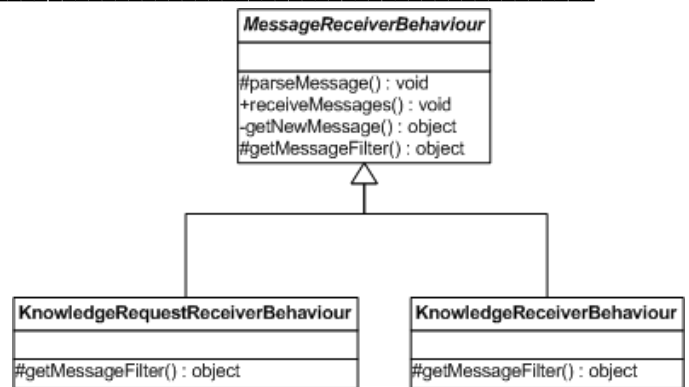 MessageReceiverBehaviour
#parseMessage() : void
+receiveMessages() : void
-getNewMessage() : object
#getMessageFilter() : object
KnowledgeRequestReceiverBehaviour
#getMessageFilter() : object
KnowledgeReceiverBehaviour
#getMessageFilter() : object